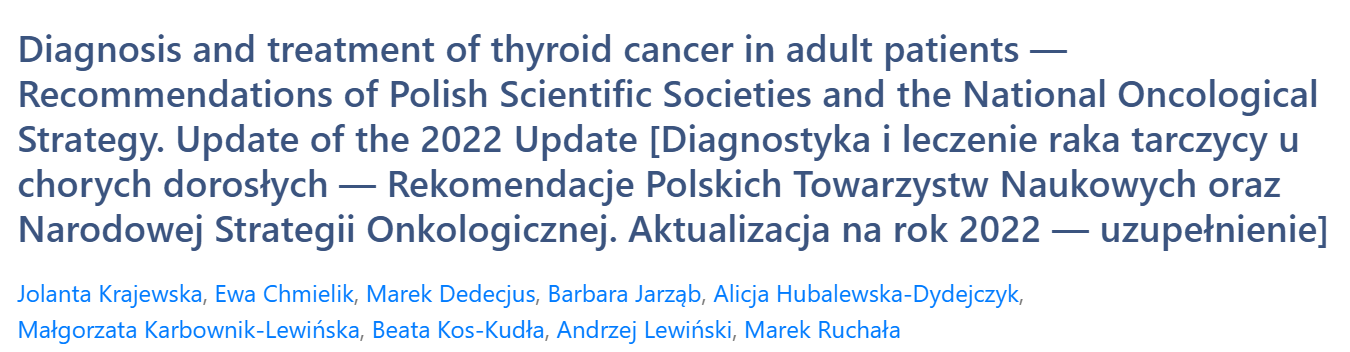 Diagnosis and treatment of thyroid cancer in adult patients —
Recommendations of Polish Scientific Societies and the National Oncological
Strategy. Update of the 2022 Update [Diagnostyka i leczenie raka tarczycy u
chorych dorosłych — Rekomendacje Polskich Towarzystw Naukowych oraz
Narodowej Strategii Onkologicznej. Aktualizacja na rok 2022 — uzupełnienie]
Jolanta Krajewska, Ewa Chmielik, Marek Dedecjus, Barbara Jarząb, Alicja Hubalewska-Dydejczyk,
Małgorzata Karbownik-Lewińska, Beata Kos-Kudła, Andrzej Lewiński, Marek Ruchała